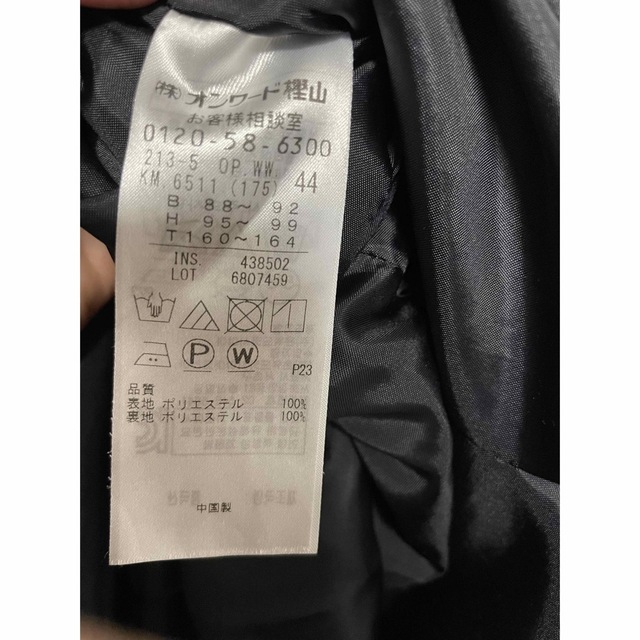 (株)オンワード樫山
お客様相談室
0120-58-6300
213-5 OP.WW.
KM.6511(175) 44
B 88～ 92
H 95～ 99
T160～164
INS. 438502
LOT 6807459
P W
P23
品質
表地 ポリエステル 100%
裏地 ポリエステル 100%
中国製